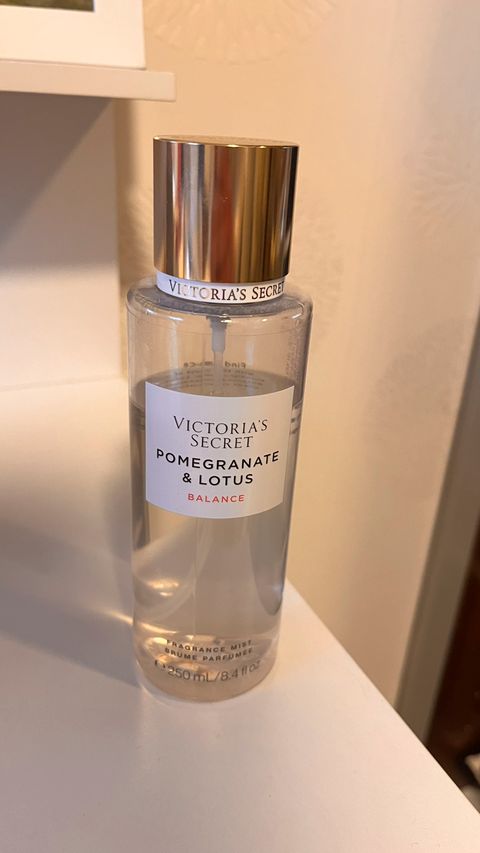 VICTORIA'S SECRET
VICTORIA'S
SECRET
POMEGRANATE
& LOTUS
BALANCE
FRAGRANCE MIST
BRUME PARFUMÉE
250 mL/8.4 fl oz